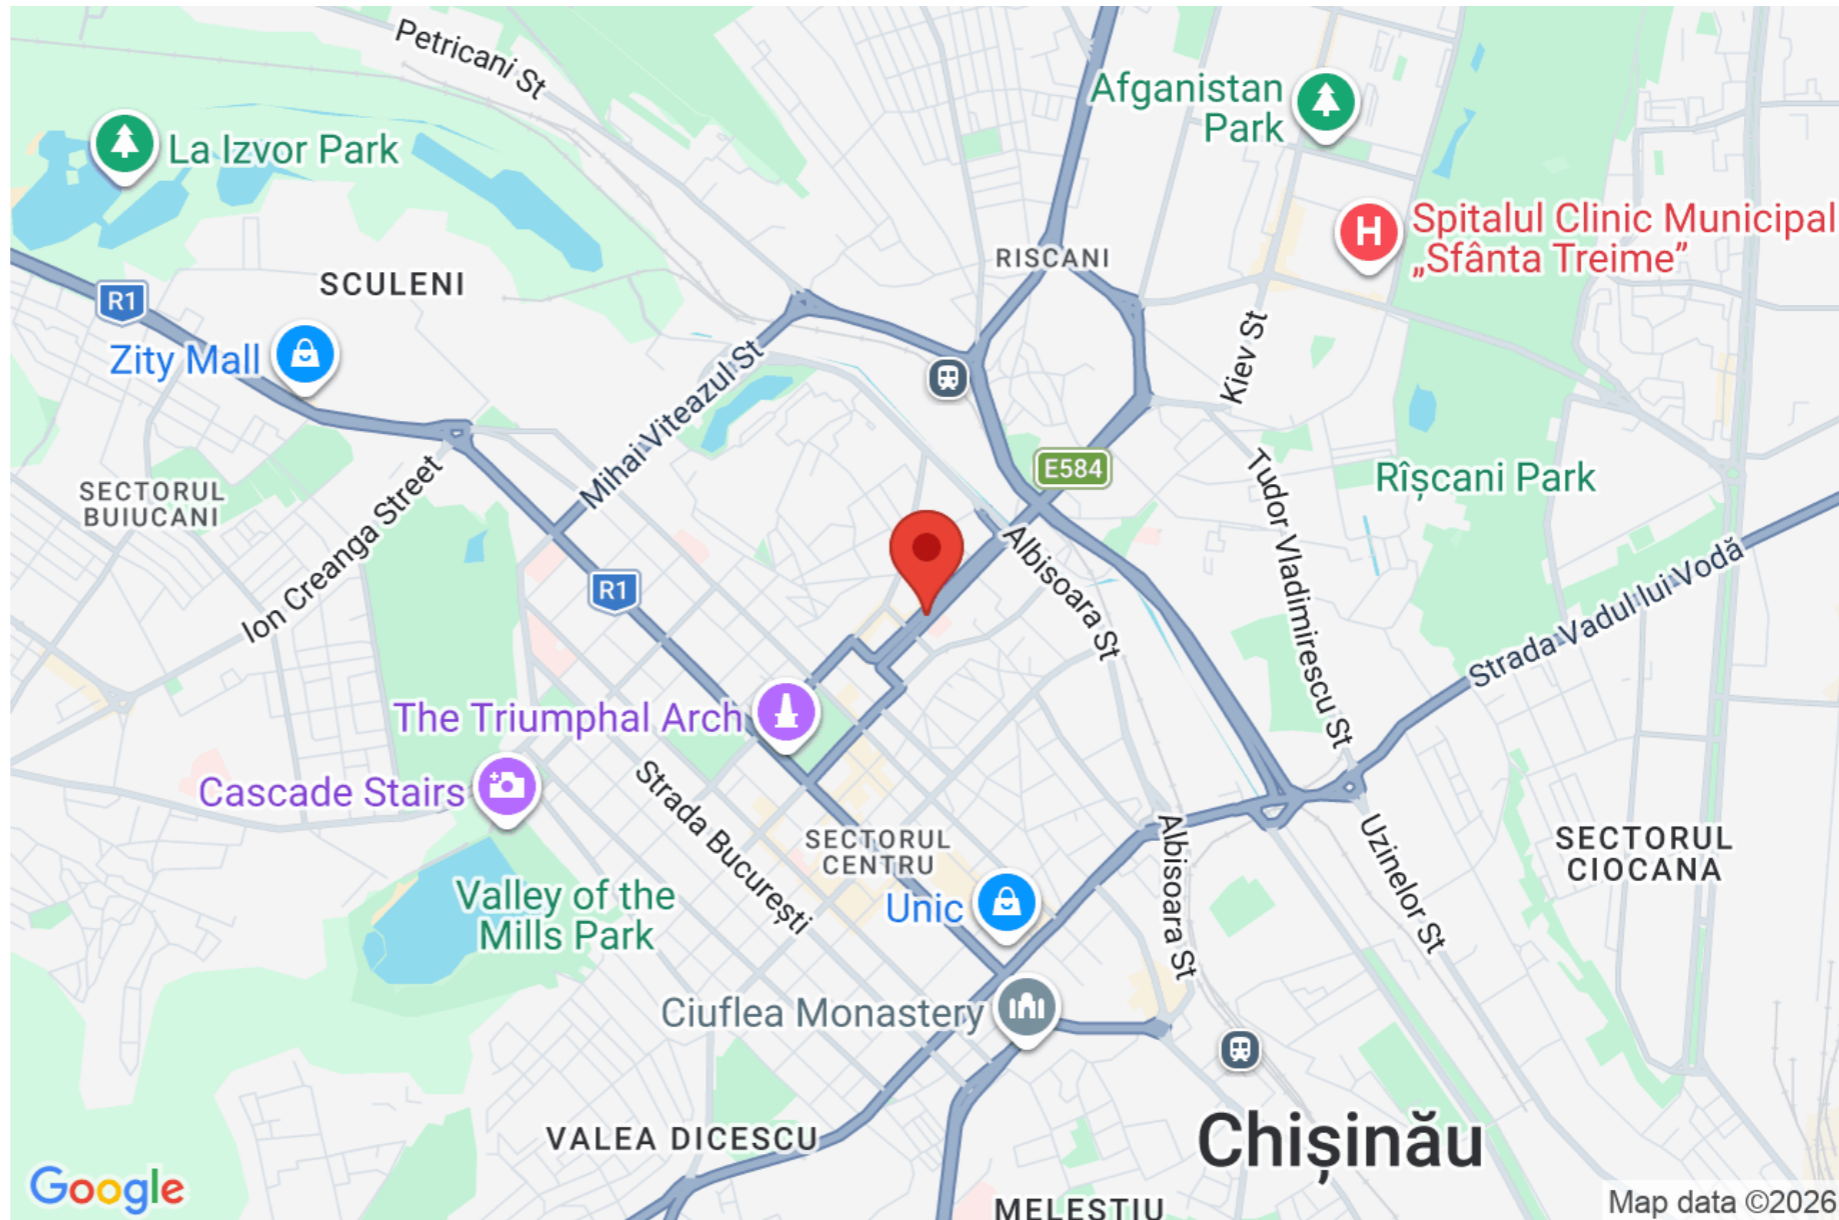 Petricani St
Afganistan
Park
La Izvor Park
Spitalul Clinic Municipal
„Sfânta Treime”
H
RISCANI
SCULENI
R1
Zity Mall
Kiev St
Mihai Viteazul St
E584
Rîșcani Park
SECTORUL
BUIUCANI
Ion Creanga Street
Tudor Vladimirescu St
Albisoara St
Strada Vadul lui Vodă
R1
The Triumphal Arch
Cascade Stairs
Strada București
SECTORUL
CENTRU
Albisoara St
Uzinelor St
SECTORUL
CIOCANA
Valley of the
Mills Park
Unic
Ciuflea Monastery
VALEA DICESCU
Chișinău
Google
MELESTIU
Map data ©2026